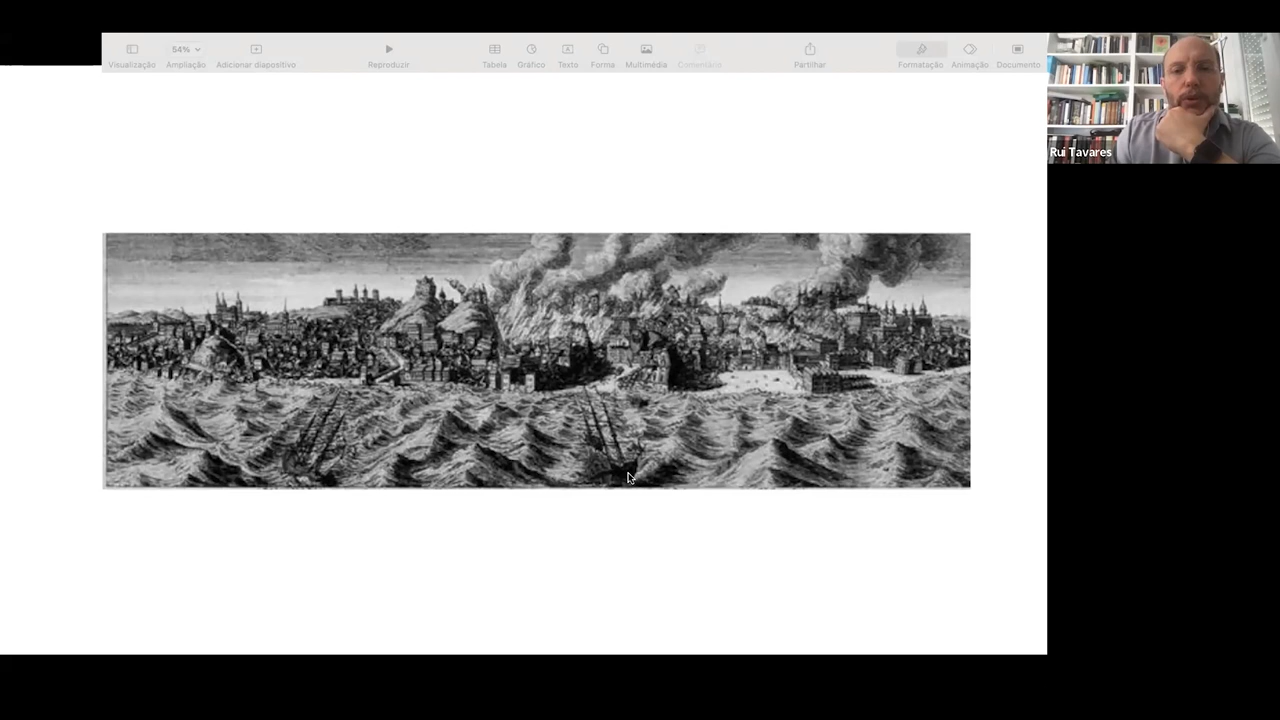 54%
Visualização Ampliação Adicionar diapositivo Reproduzir Tabela Gráfico Texto Forma Multimédia Comentário Partilhar Formatação Animação Documento
Rui Tavares